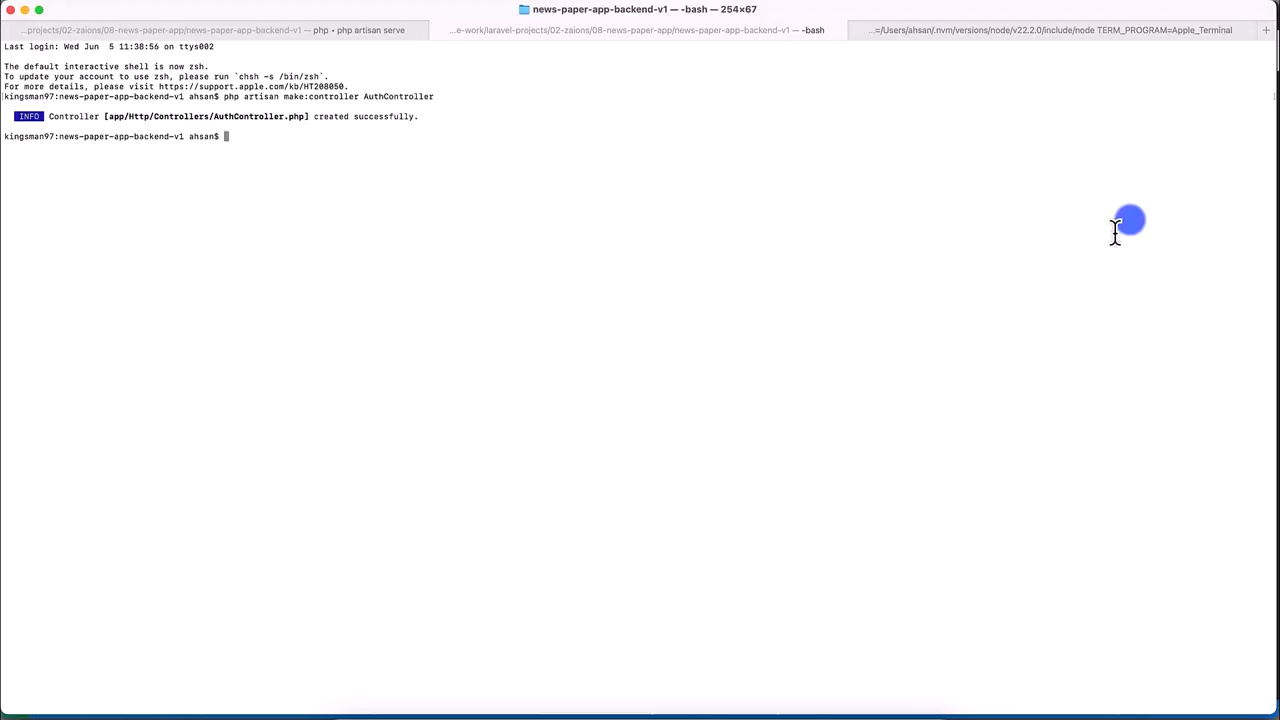 news-paper-app-backend-v1 — -bash — 254×67
...projects/02-zaions/08-news-paper-app/news-paper-app-backend-v1 — php • php artisan serve
...e-work/laravel-projects/02-zaions/08-news-paper-app/news-paper-app-backend-v1 — -bash
...=/Users/ahsan/.nvm/versions/node/v22.2.0/include/node TERM_PROGRAM=Apple_Terminal
+
Last login: Wed Jun  5 11:38:56 on ttys002
The default interactive shell is now zsh.
To update your account to use zsh, please run `chsh -s /bin/zsh`.
For more details, please visit https://support.apple.com/kb/HT208050.
[kingsman97:news-paper-app-backend-v1 ahsan$ php artisan make:controller AuthController ]
INFO  Controller [app/Http/Controllers/AuthController.php] created successfully.
kingsman97:news-paper-app-backend-v1 ahsan$